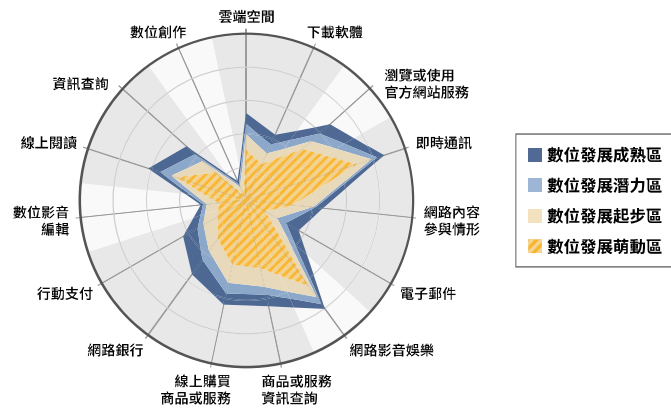 雲端空間
下載軟體
瀏覽或使用
官方網站服務
即時通訊
網路內容
參與情形
電子郵件
網路影音娛樂
商品或服務
資訊查詢
線上購買
商品或服務
網路銀行
行動支付
數位影音
編輯
線上閱讀
資訊查詢
數位創作
數位發展成熟區
數位發展潛力區
數位發展起步區
數位發展萌動區